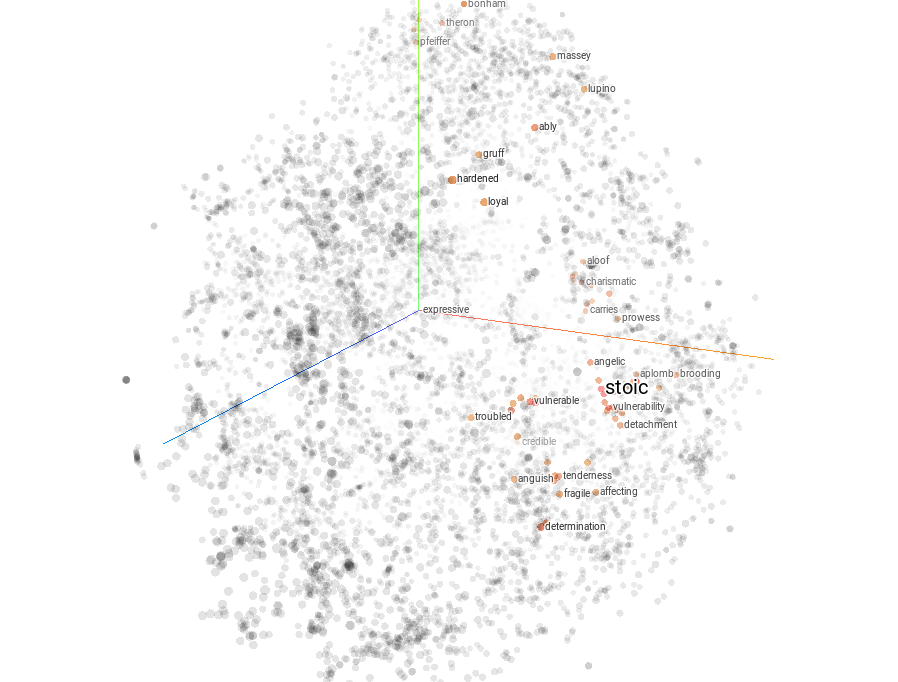 bonham
theron
pfeiffer
massey
lupino
ably
gruff
hardened
loyal
aloof
charismatic
carries
expressive
prowess
angelic
aplomb
brooding
stoic
vulnerable
vulnerability
troubled
detachment
credible
anguish
tenderness
fragile
affecting
determination